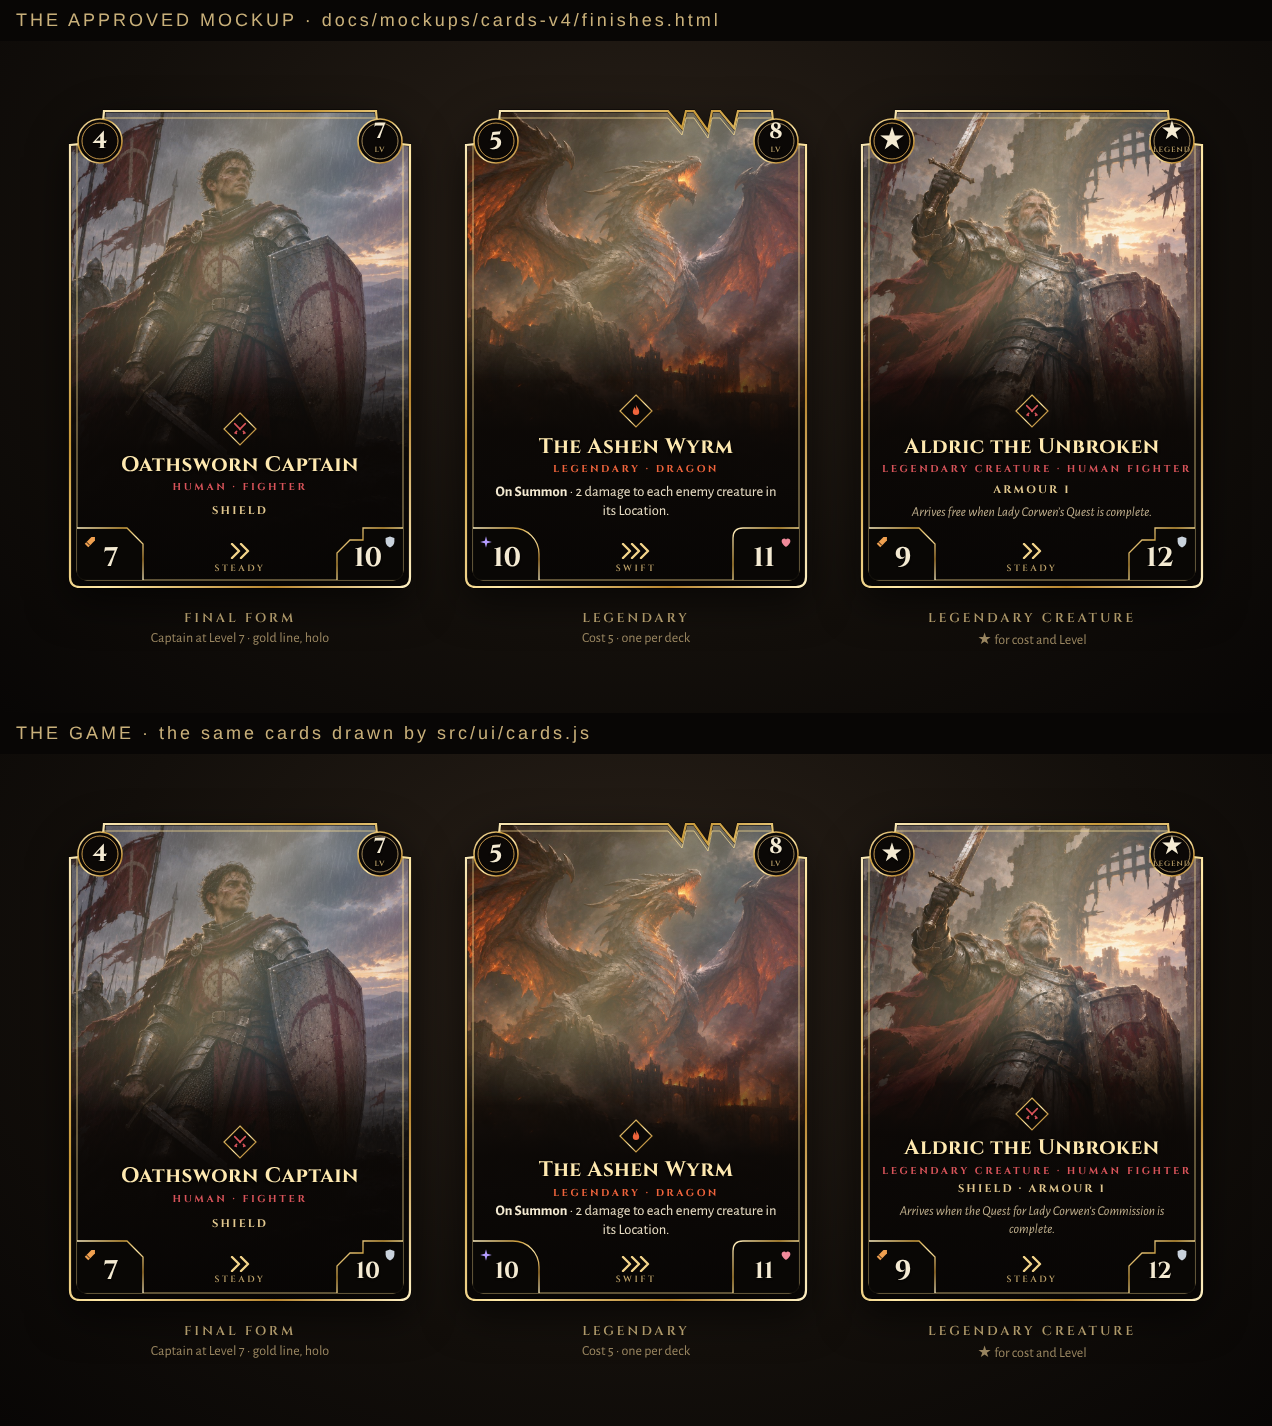 THE APPROVED MOCKUP · docs/mockups/cards-v4/finishes.html
4
7
LV
OATHSWORN CAPTAIN
HUMAN · FIGHTER
SHIELD
7
STEADY
10
FINAL FORM
Captain at Level 7 · gold line, holo
5
8
LV
THE ASHEN WYRM
LEGENDARY · DRAGON
On Summon · 2 damage to each enemy creature in
its Location.
10
SWIFT
11
LEGENDARY
Cost 5 · one per deck
★
★
LEGEND
ALDRIC THE UNBROKEN
LEGENDARY CREATURE · HUMAN FIGHTER
ARMOUR 1
Arrives free when Lady Corwen's Quest is complete.
9
STEADY
12
LEGENDARY CREATURE
★ for cost and Level
THE GAME · the same cards drawn by src/ui/cards.js
4
7
LV
OATHSWORN CAPTAIN
HUMAN · FIGHTER
SHIELD
7
STEADY
10
FINAL FORM
Captain at Level 7 · gold line, holo
5
8
LV
THE ASHEN WYRM
LEGENDARY · DRAGON
On Summon · 2 damage to each enemy creature in
its Location.
10
SWIFT
11
LEGENDARY
Cost 5 · one per deck
★
★
LEGEND
ALDRIC THE UNBROKEN
LEGENDARY CREATURE · HUMAN FIGHTER
SHIELD · ARMOUR 1
Arrives when the Quest for Lady Corwen's Commission is
complete.
9
STEADY
12
LEGENDARY CREATURE
★ for cost and Level